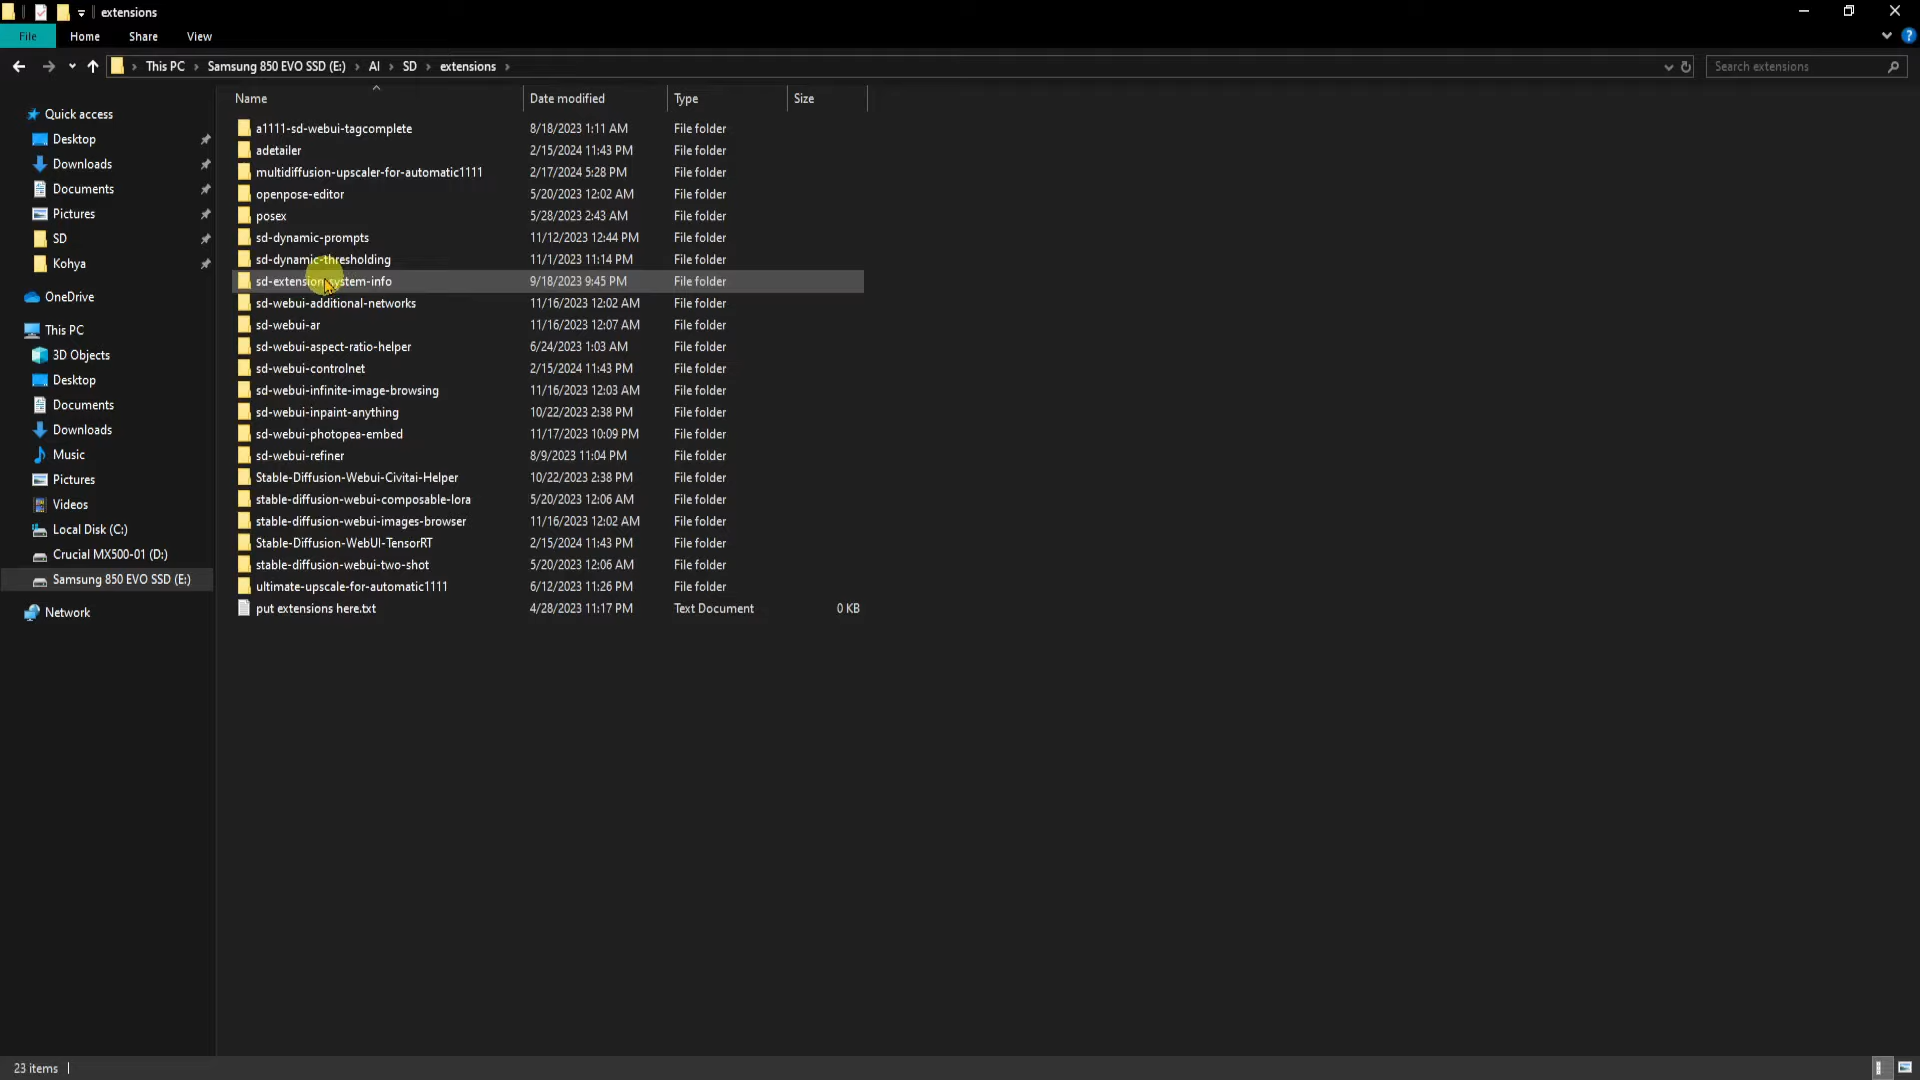 extensions
File Home Share View
This PC Samsung 850 EVO SSD (E:) AI SD extensions Search extensions
Name Date modified Type Size
Quick access
Desktop
Downloads
Documents
Pictures
SD
Kohya
OneDrive
This PC
3D Objects
Desktop
Documents
Downloads
Music
Pictures
Videos
Local Disk (C:)
Crucial MX500-01 (D:)
Samsung 850 EVO SSD (E:)
Network
a1111-sd-webui-tagcomplete 8/18/2023 1:11 AM File folder
adetailer 2/15/2024 11:43 PM File folder
multidiffusion-upscaler-for-automatic1111 2/17/2024 5:28 PM File folder
openpose-editor 5/20/2023 12:02 AM File folder
posex 5/28/2023 2:43 AM File folder
sd-dynamic-prompts 11/12/2023 12:44 PM File folder
sd-dynamic-thresholding 11/1/2023 11:14 PM File folder
sd-extension-system-info 9/18/2023 9:45 PM File folder
sd-webui-additional-networks 11/16/2023 12:02 AM File folder
sd-webui-ar 11/16/2023 12:07 AM File folder
sd-webui-aspect-ratio-helper 6/24/2023 1:03 AM File folder
sd-webui-controlnet 2/15/2024 11:43 PM File folder
sd-webui-infinite-image-browsing 11/16/2023 12:03 AM File folder
sd-webui-inpaint-anything 10/22/2023 2:38 PM File folder
sd-webui-photopea-embed 11/17/2023 10:09 PM File folder
sd-webui-refiner 8/9/2023 11:04 PM File folder
Stable-Diffusion-Webui-Civitai-Helper 10/22/2023 2:38 PM File folder
stable-diffusion-webui-composable-lora 5/20/2023 12:06 AM File folder
stable-diffusion-webui-images-browser 11/16/2023 12:02 AM File folder
Stable-Diffusion-WebUI-TensorRT 2/15/2024 11:43 PM File folder
stable-diffusion-webui-two-shot 5/20/2023 12:06 AM File folder
ultimate-upscale-for-automatic1111 6/12/2023 11:26 PM File folder
put extensions here.txt 4/28/2023 11:17 PM Text Document 0 KB
23 items